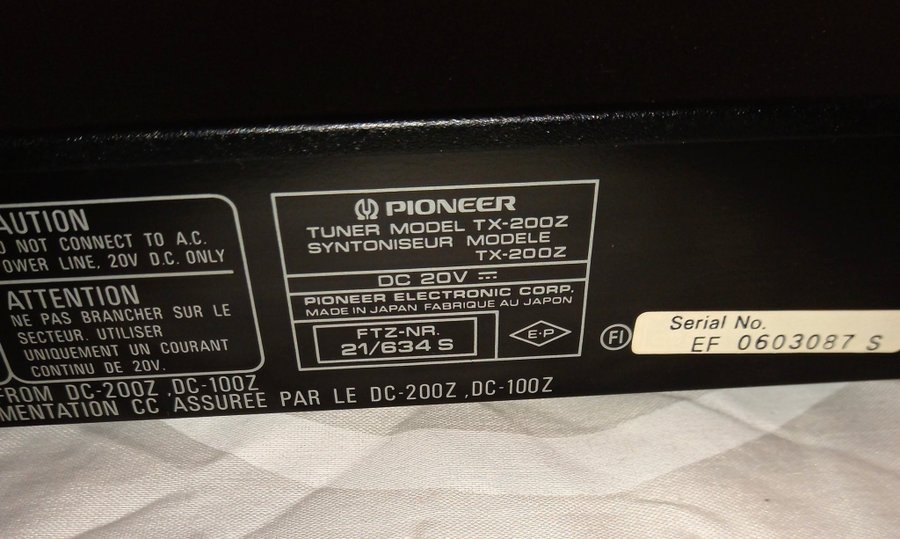 AUTION
O NOT CONNECT TO A.C.
OWER LINE, 20V D.C. ONLY
ATTENTION
NE PAS BRANCHER SUR LE
SECTEUR. UTILISER
UNIQUEMENT UN COURANT
CONTINU DE 20V.
FROM DC-200Z ,DC-100Z
MENTATION CC ASSUREE PAR LE DC-200Z ,DC-100Z
PIONEER
TUNER MODEL TX-200Z
SYNTONISEUR MODELE
TX-200Z
DC 20V ⎓
PIONEER ELECTRONIC CORP.
MADE IN JAPAN FABRIQUE AU JAPON
FTZ-NR.
21/634 S
E·P
FI
Serial No.
EF 0603087 S